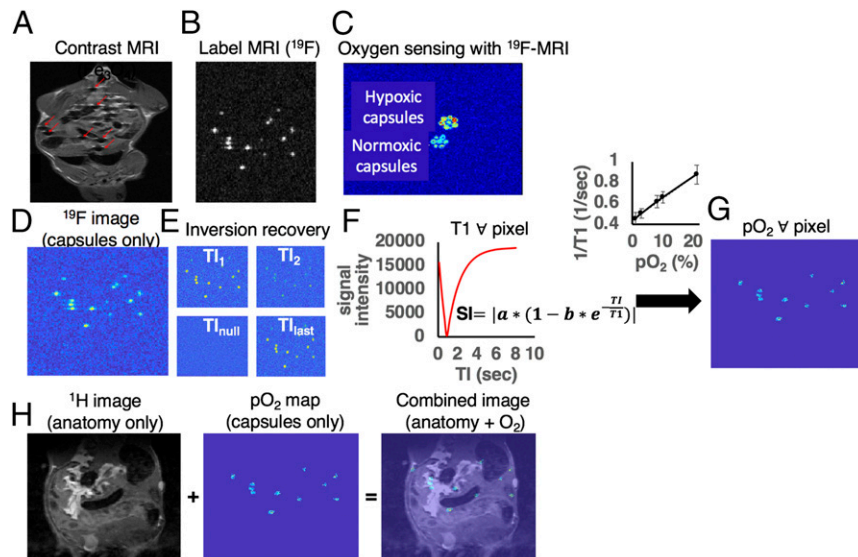 A
Contrast MRI
B
Label MRI (¹⁹F)
C
Oxygen sensing with ¹⁹F-MRI
Hypoxic
capsules
Normoxic
capsules
D
¹⁹F image
(capsules only)
E
Inversion recovery
TI₁
TI₂
TI_null
TI_last
F
T1 ∀ pixel
signal
intensity
20000
15000
10000
5000
0
0 2 4 6 8 10
TI (sec)
SI= |a * (1 − b * e^(−TI/T1))|
1/T1 (1/sec)
1
0.8
0.6
0.4
0 10 20
pO₂ (%)
G
pO₂ ∀ pixel
H
¹H image
(anatomy only)
+
pO₂ map
(capsules only)
=
Combined image
(anatomy + O₂)